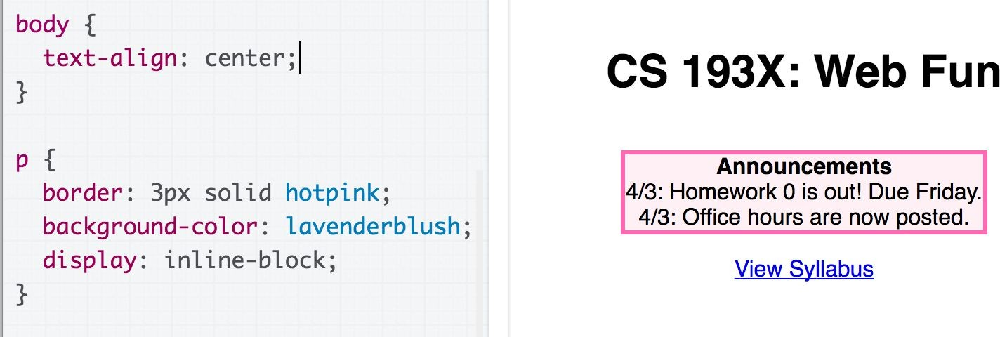 body {
  text-align: center;
}
p {
  border: 3px solid hotpink;
  background-color: lavenderblush;
  display: inline-block;
}
CS 193X: Web Fun
Announcements
4/3: Homework 0 is out! Due Friday.
4/3: Office hours are now posted.
View Syllabus